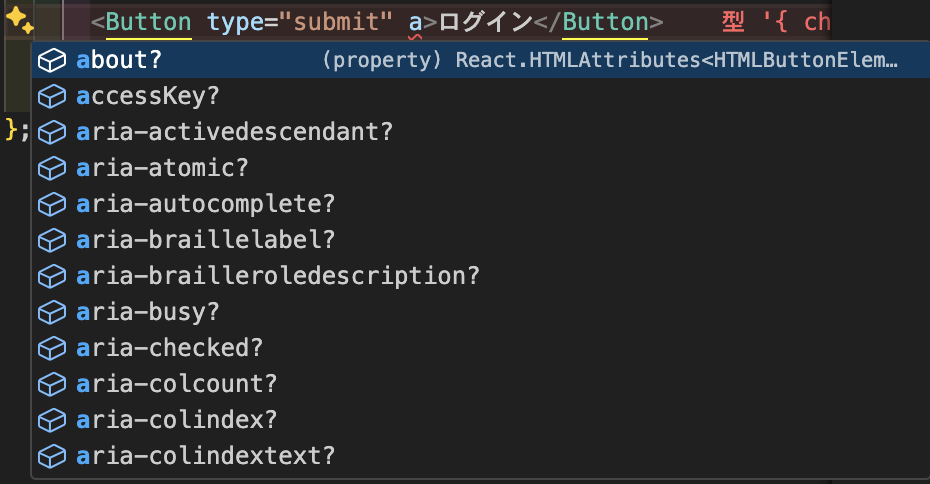 <Button type="submit" a>ログイン</Button> 型 '{ ch
about? (property) React.HTMLAttributes<HTMLButtonElem…
accessKey?
aria-activedescendant?
};
aria-atomic?
aria-autocomplete?
aria-braillelabel?
aria-brailleroledescription?
aria-busy?
aria-checked?
aria-colcount?
aria-colindex?
aria-colindextext?